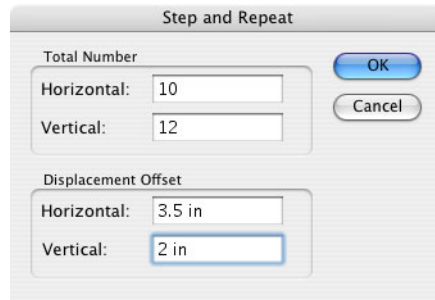 Step and Repeat
Total Number
Horizontal: 10
Vertical: 12
OK
Cancel
Displacement Offset
Horizontal: 3.5 in
Vertical: 2 in